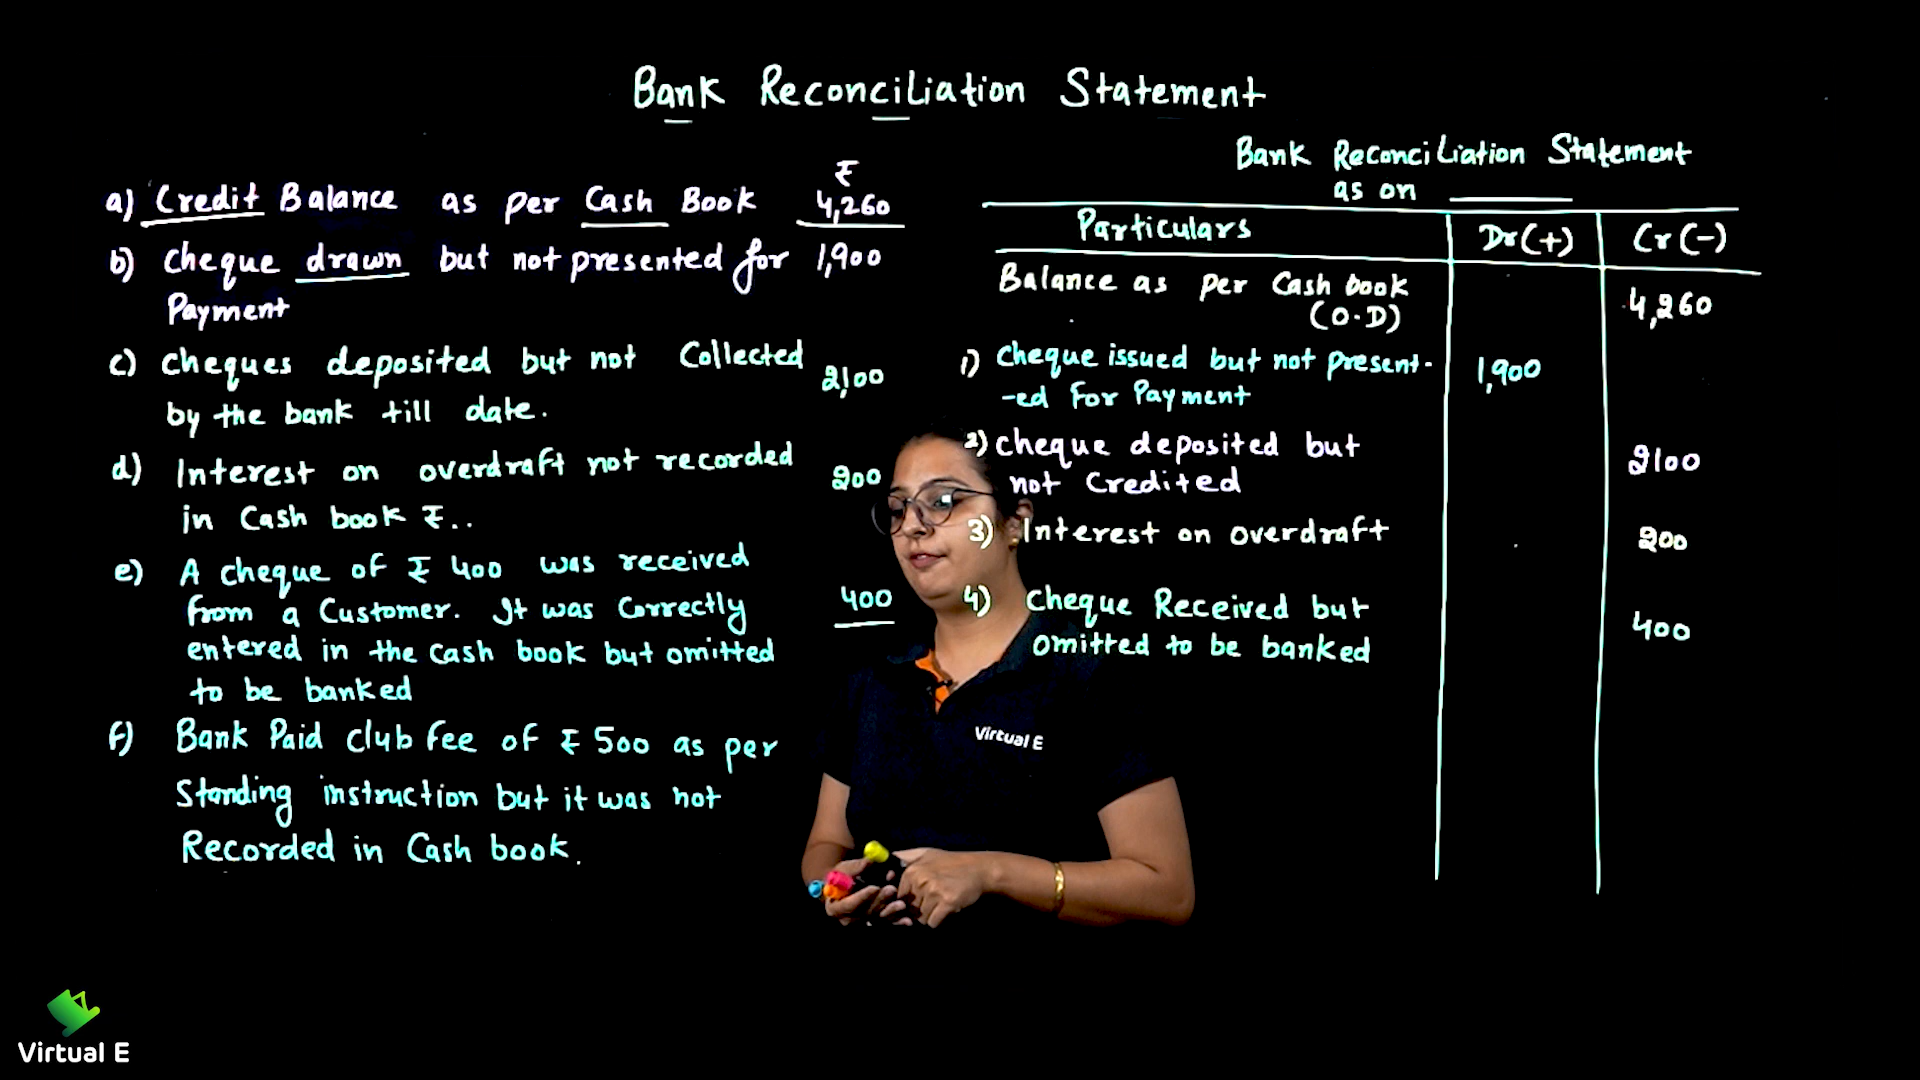 Bank Reconciliation Statement
₹
a) Credit Balance as per Cash Book 4,260
b) cheque drawn but not presented for 1,900
Payment
c) cheques deposited but not Collected
2,100
by the bank till date.
d) Interest on overdraft not recorded
200
in Cash book ₹..
e) A cheque of ₹ 400 was received
from a Customer. It was Correctly
400
entered in the cash book but omitted
to be banked
f) Bank Paid club fee of ₹ 500 as per
Standing instruction but it was not
Recorded in Cash book.
Bank Reconciliation Statement
as on
Particulars Dr (+) Cr (-)
Balance as per Cash book
(O.D) 4,260
1) Cheque issued but not present- 1,900
-ed For Payment
2) cheque deposited but
not Credited 2100
3) Interest on overdraft 200
4) Cheque Received but
omitted to be banked 400
Virtual E
Virtual E